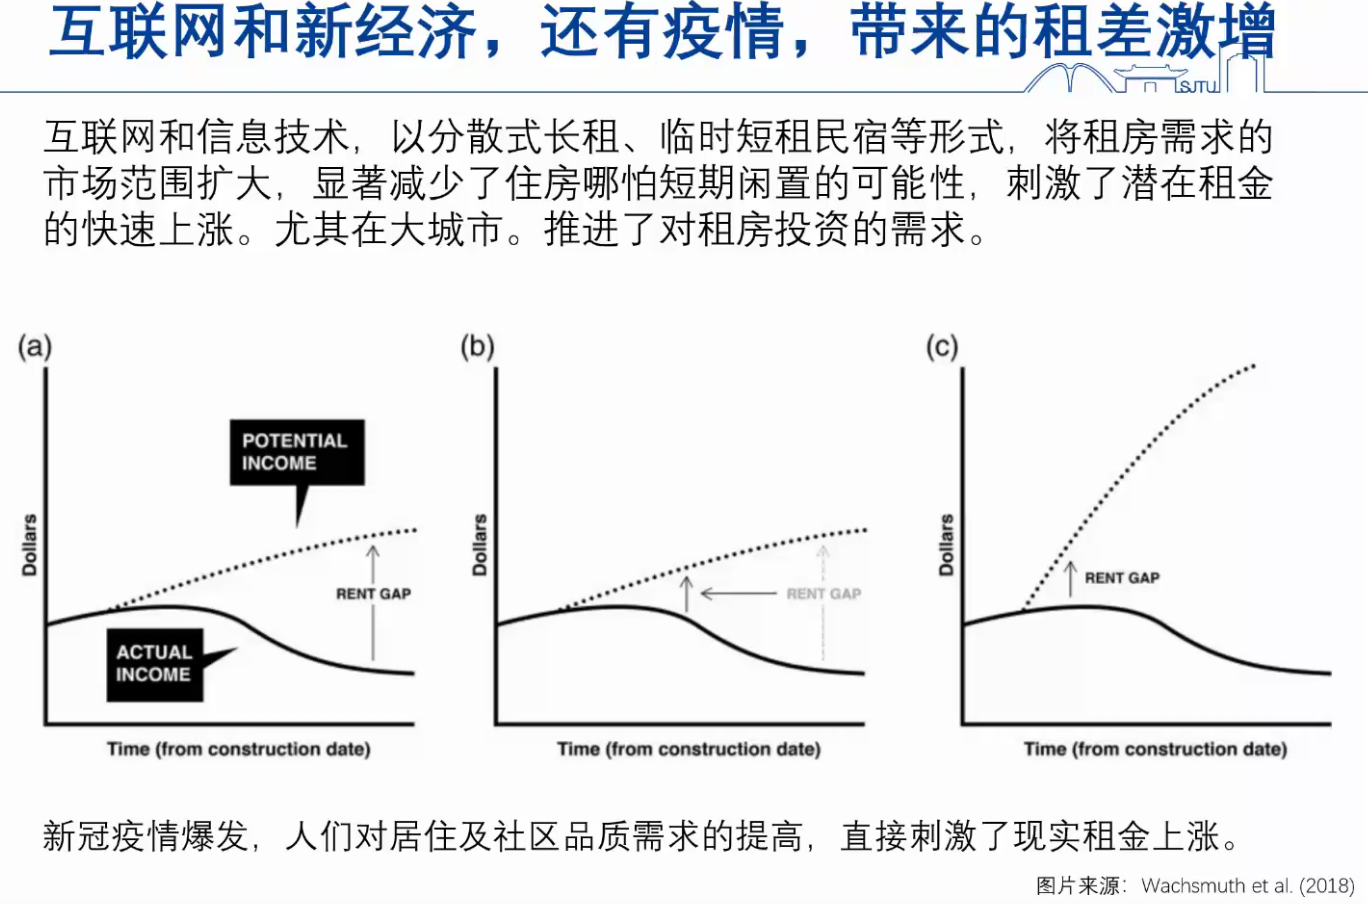 互联网和新经济，还有疫情，带来的租差激增
SJTU
互联网和信息技术，以分散式长租、临时短租民宿等形式，将租房需求的
市场范围扩大，显著减少了住房哪怕短期闲置的可能性，刺激了潜在租金
的快速上涨。尤其在大城市。推进了对租房投资的需求。
(a)
POTENTIAL
INCOME
Dollars
RENT GAP
ACTUAL
INCOME
Time (from construction date)
(b)
Dollars
RENT GAP
Time (from construction date)
(c)
Dollars
RENT GAP
Time (from construction date)
新冠疫情爆发，人们对居住及社区品质需求的提高，直接刺激了现实租金上涨。
图片来源：Wachsmuth et al. (2018)